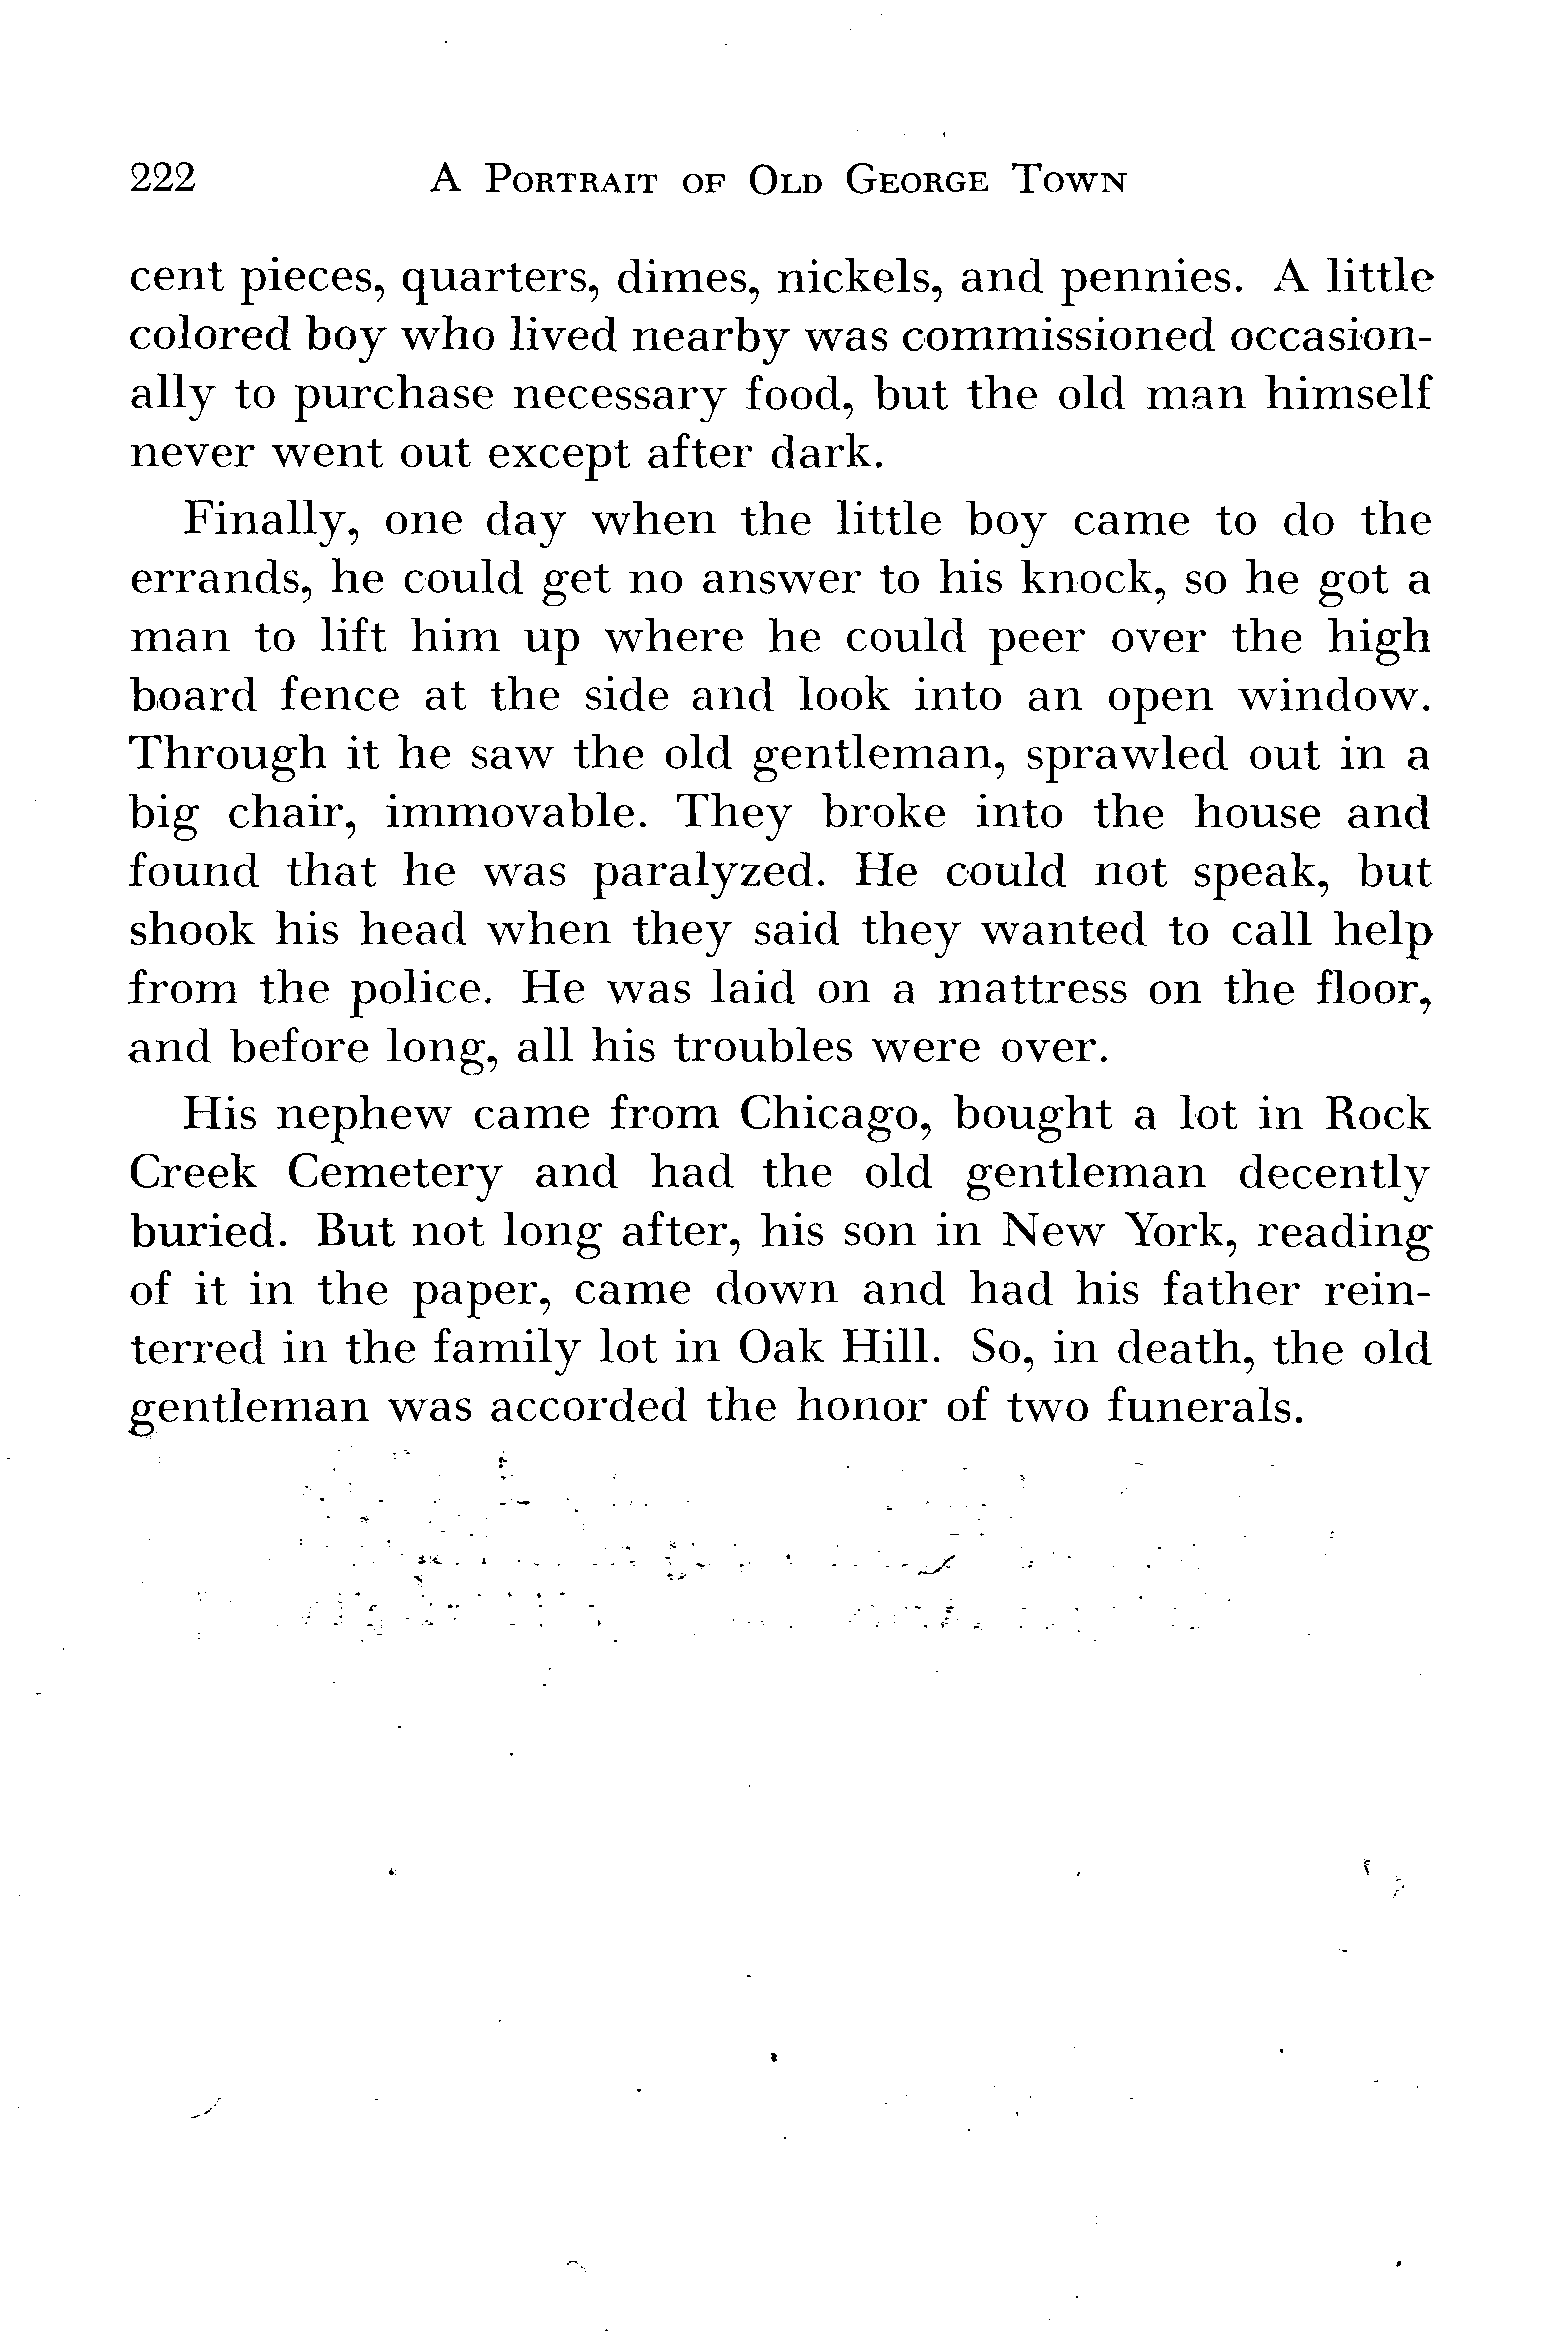 222 A PORTRAIT OF OLD GEORGE TOWN
cent pieces, quarters, dimes, nickels, and pennies. A little
colored boy who lived nearby was commissioned occasion-
ally to purchase necessary food, but the old man himself
never went out except after dark.
Finally, one day when the little boy came to do the
errands, he could get no answer to his knock, so he got a
man to lift him up where he could peer over the high
board fence at the side and look into an open window.
Through it he saw the old gentleman, sprawled out in a
big chair, immovable. They broke into the house and
found that he was paralyzed. He could not speak, but
shook his head when they said they wanted to call help
from the police. He was laid on a mattress on the floor,
and before long, all his troubles were over.
His nephew came from Chicago, bought a lot in Rock
Creek Cemetery and had the old gentleman decently
buried. But not long after, his son in New York, reading
of it in the paper, came down and had his father rein-
terred in the family lot in Oak Hill. So, in death, the old
gentleman was accorded the honor of two funerals.